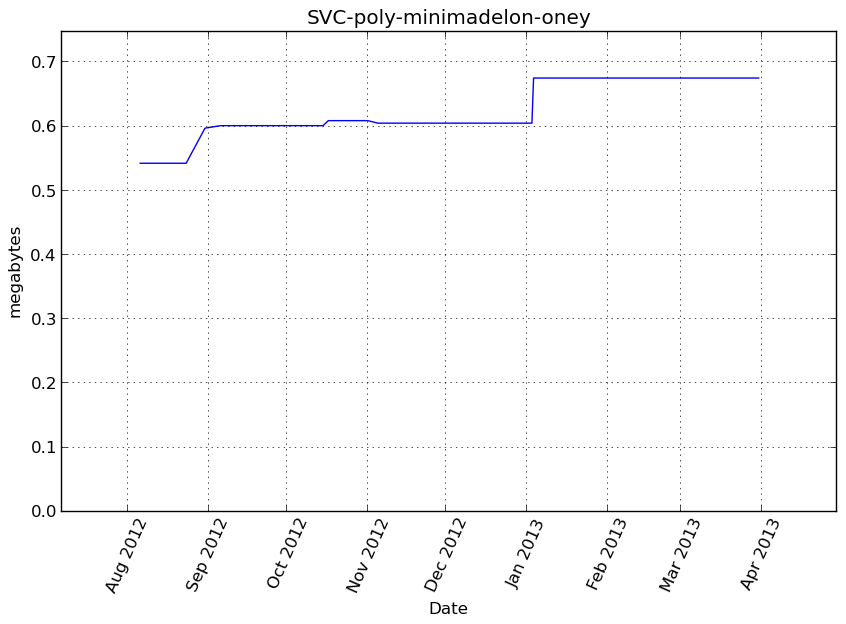 SVC-poly-minimadelon-oney
megabytes
0.7
0.6
0.5
0.4
0.3
0.2
0.1
0.0
Aug 2012
Sep 2012
Oct 2012
Nov 2012
Dec 2012
Jan 2013
Feb 2013
Mar 2013
Apr 2013
Date